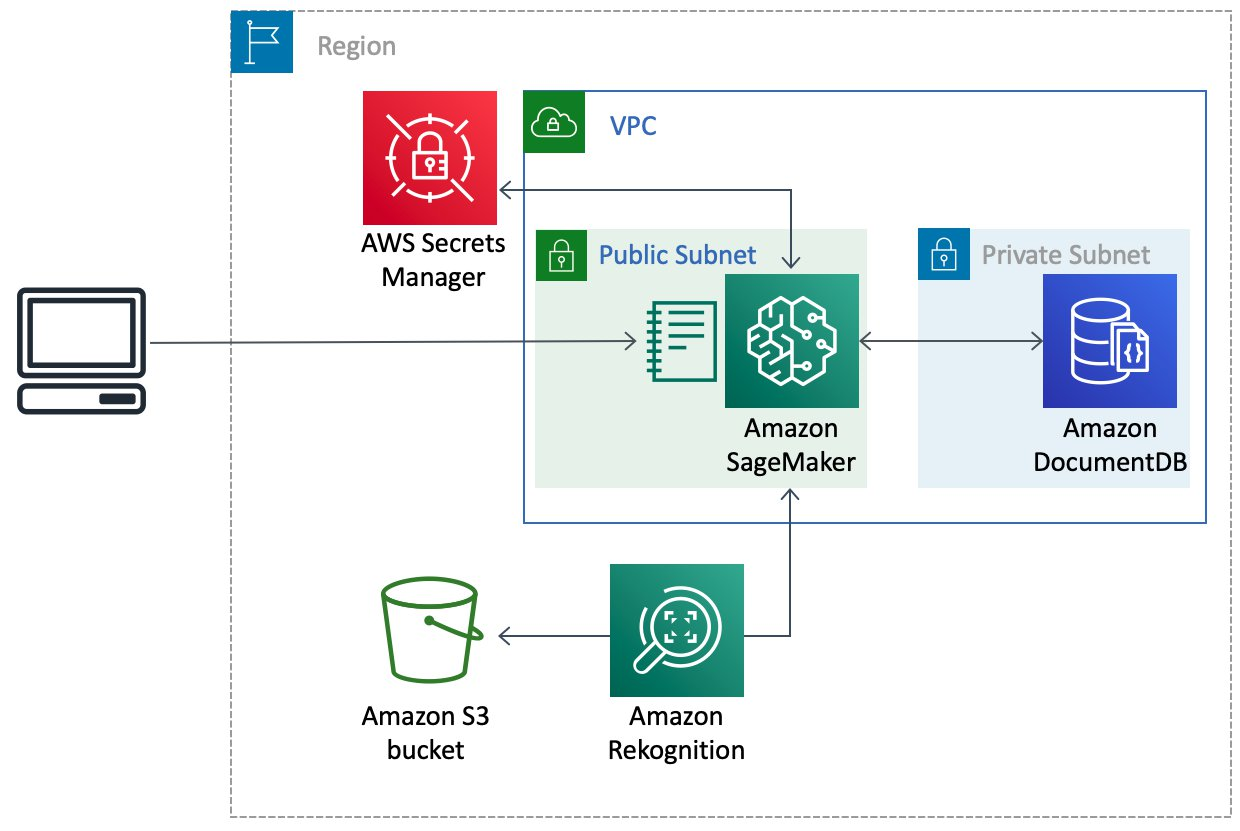 Region
VPC
AWS Secrets
Manager
Public Subnet
Private Subnet
Amazon
SageMaker
Amazon
DocumentDB
Amazon S3
bucket
Amazon
Rekognition